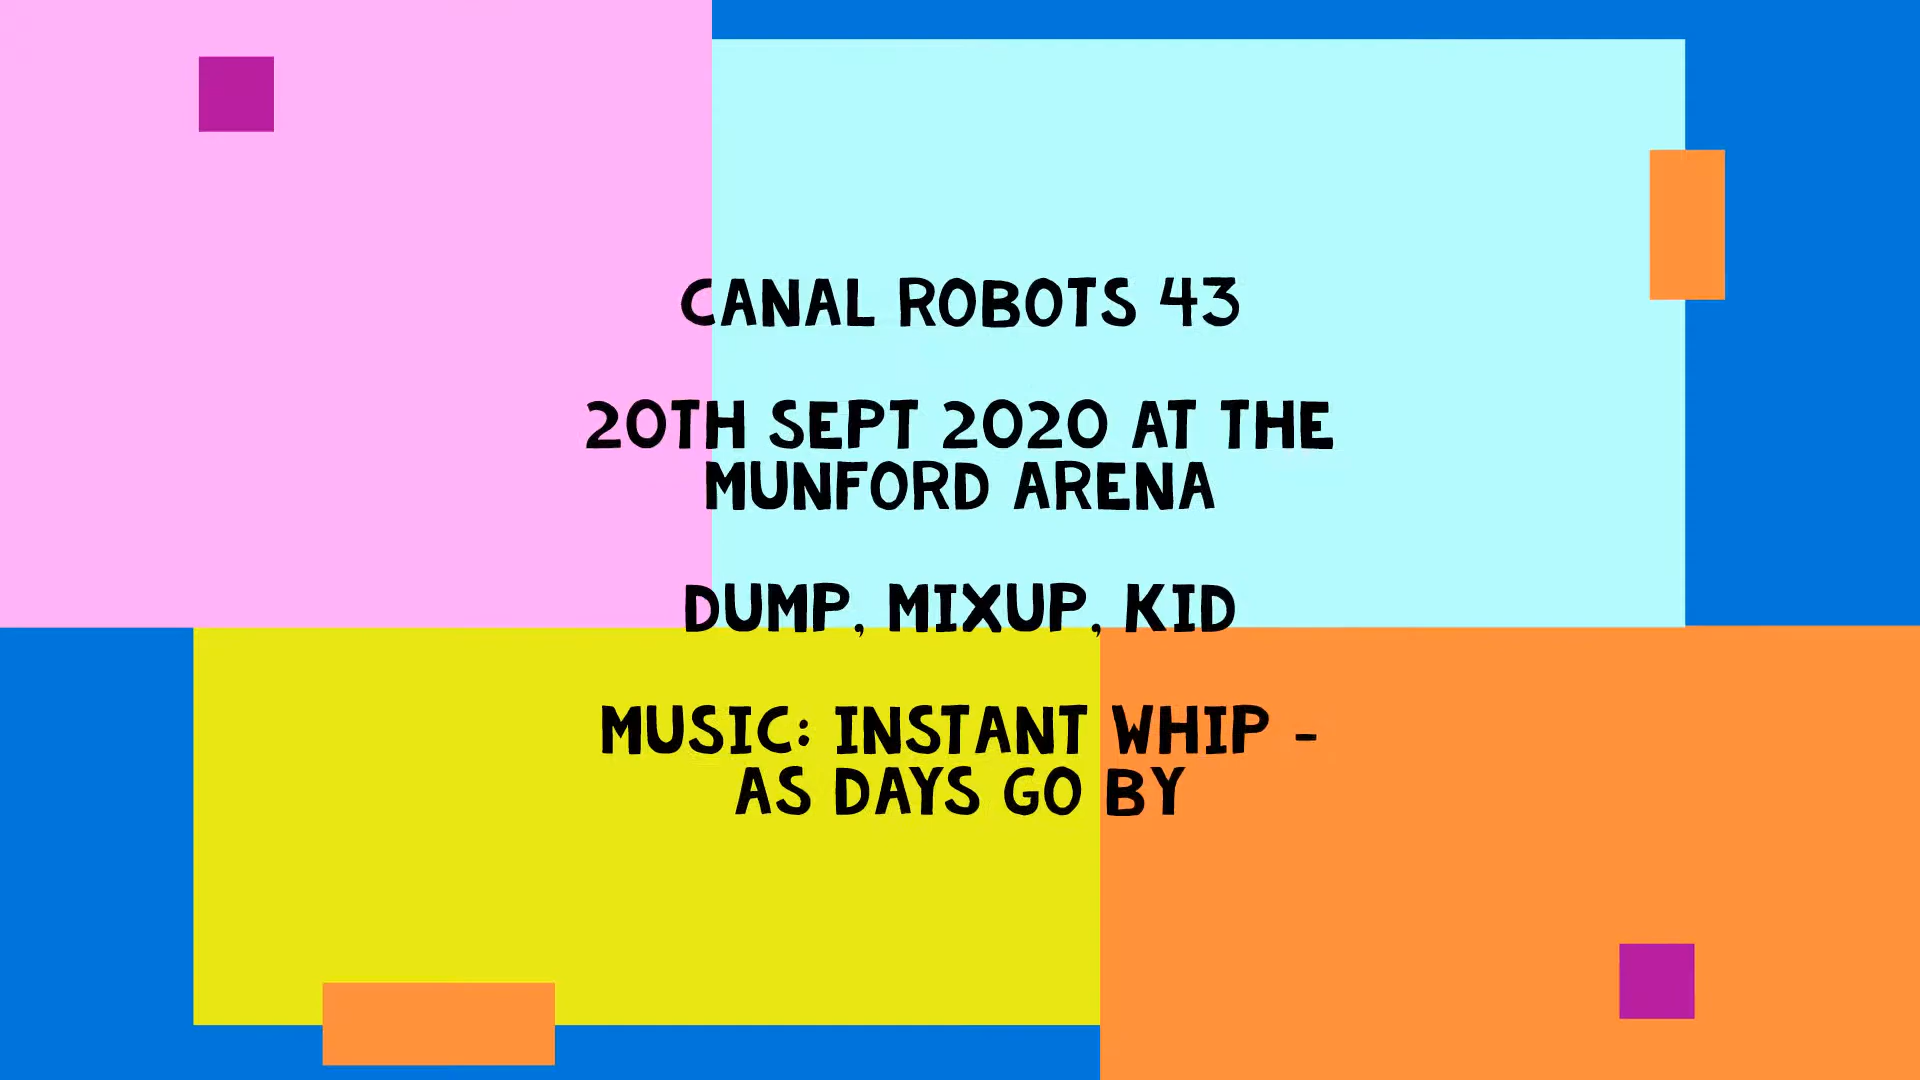 CANAL ROBOTS 43
20TH SEPT 2020 AT THE
MUNFORD ARENA
DUMP, MIXUP, KID
MUSIC: INSTANT WHIP -
AS DAYS GO BY